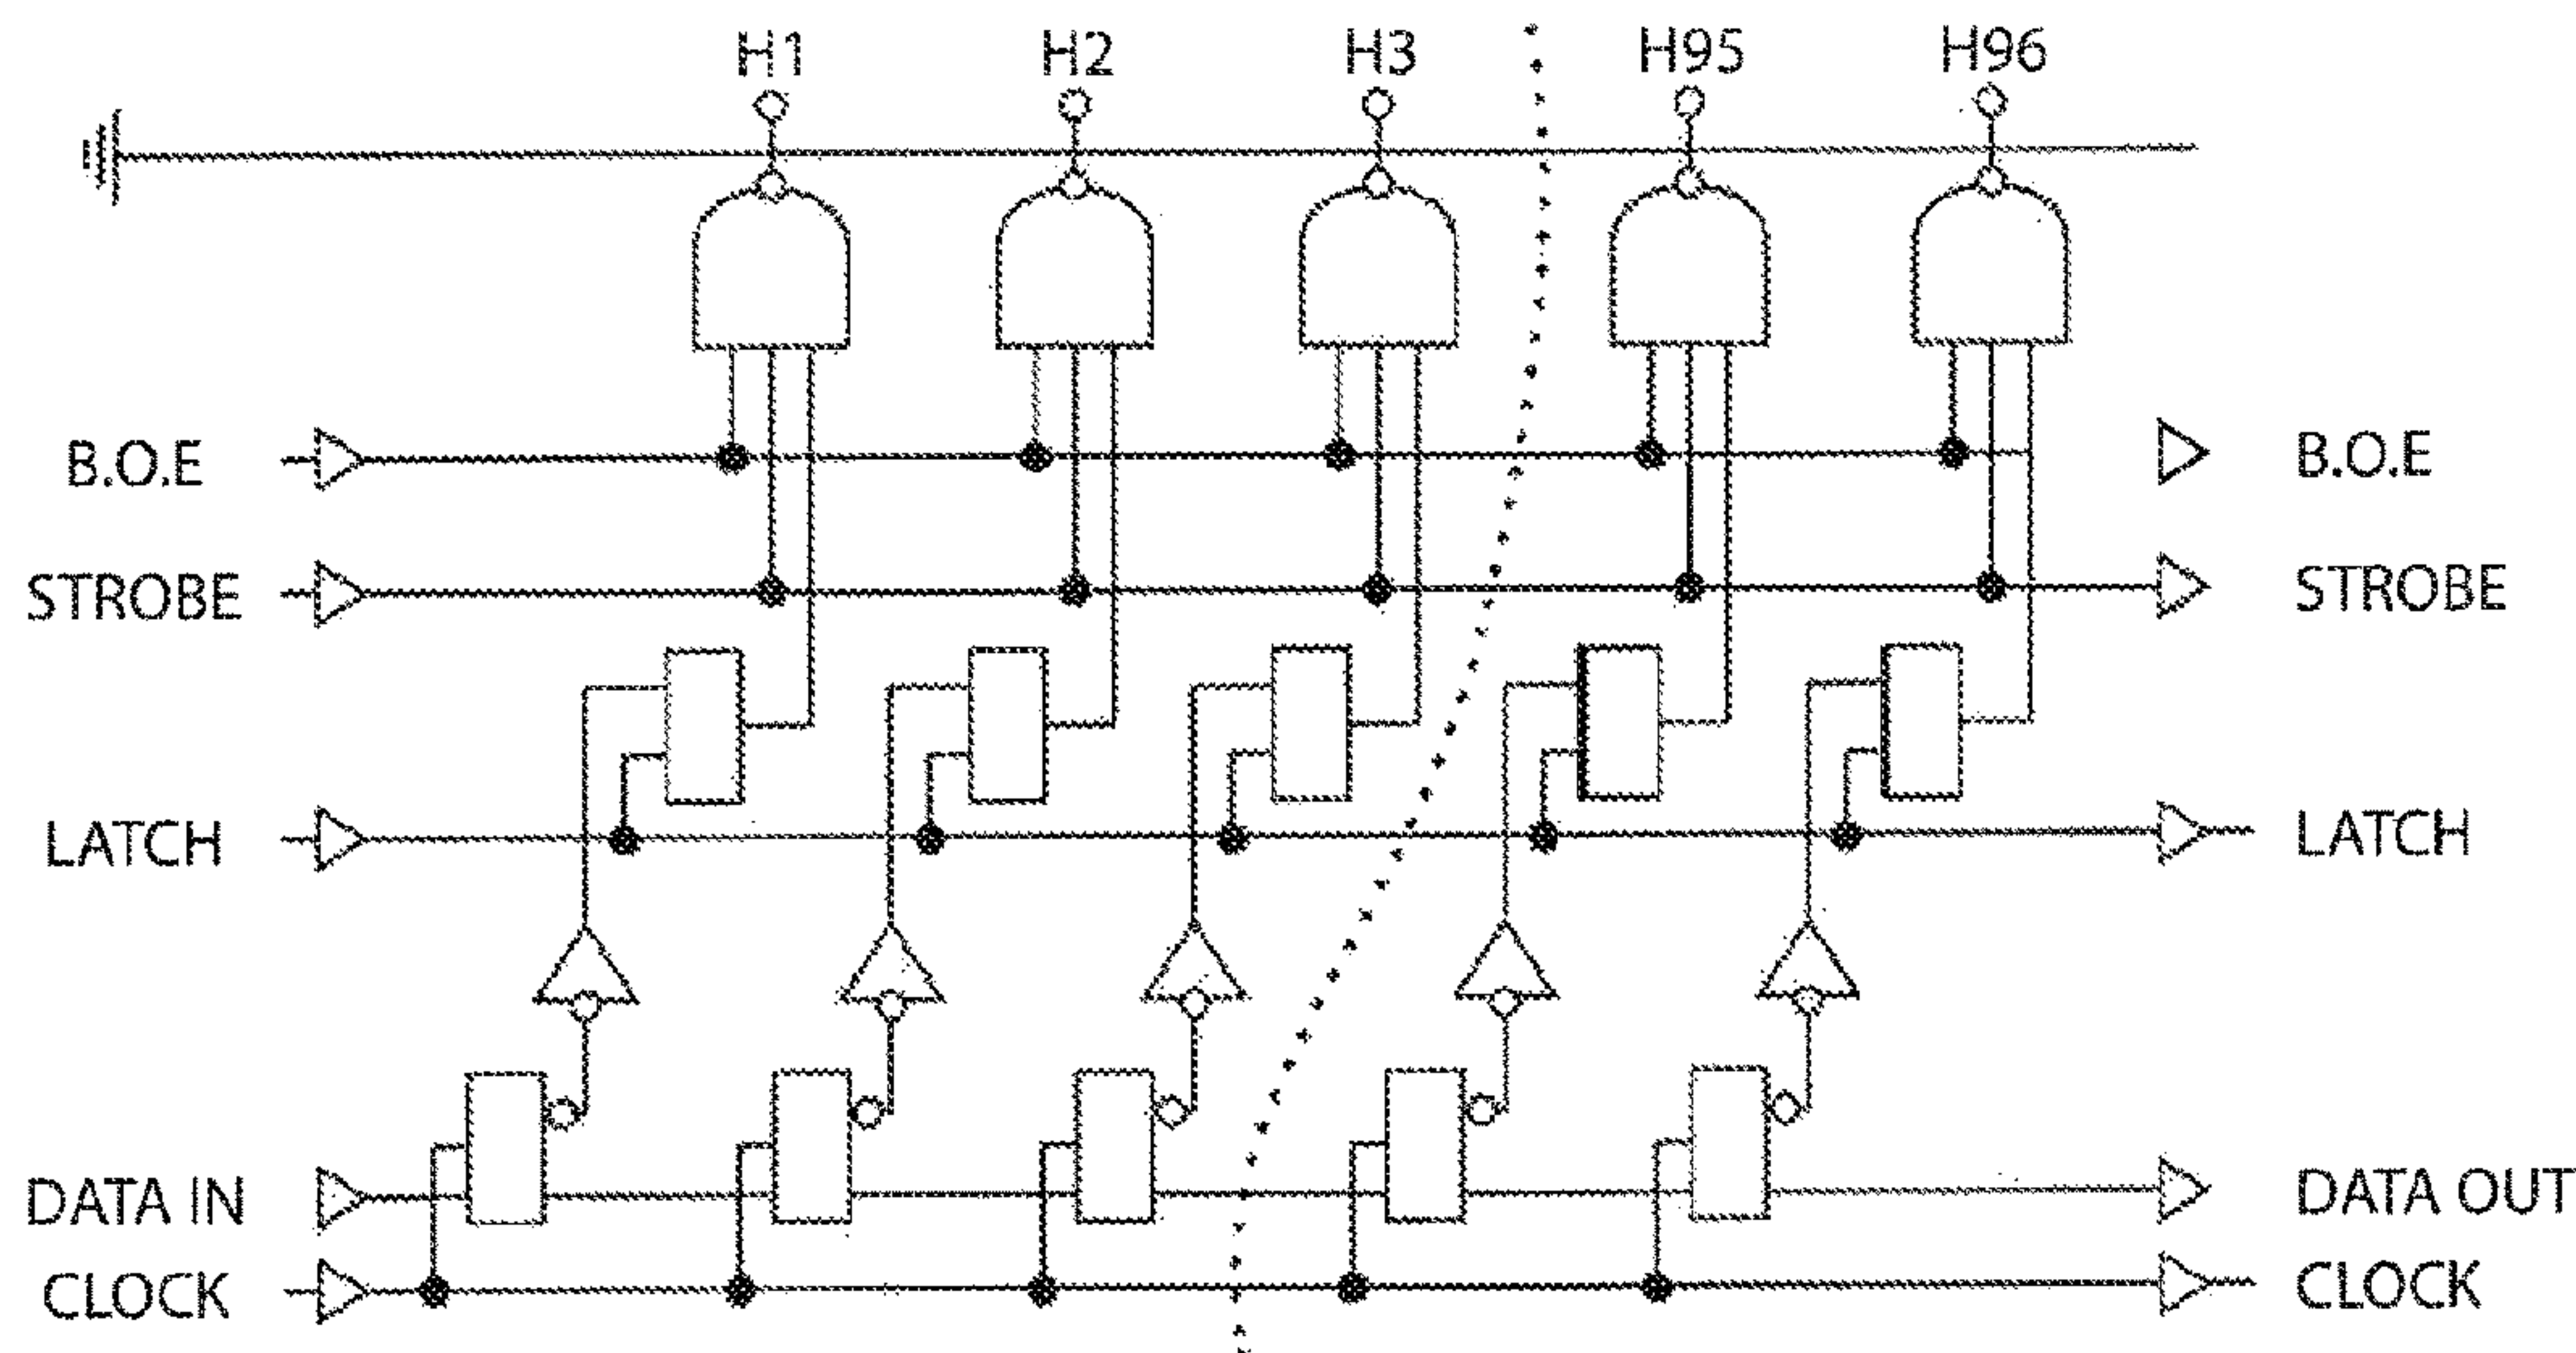 H1 H2 H3 H95 H96
B.O.E B.O.E
STROBE STROBE
LATCH LATCH
DATA IN DATA OUT
CLOCK CLOCK